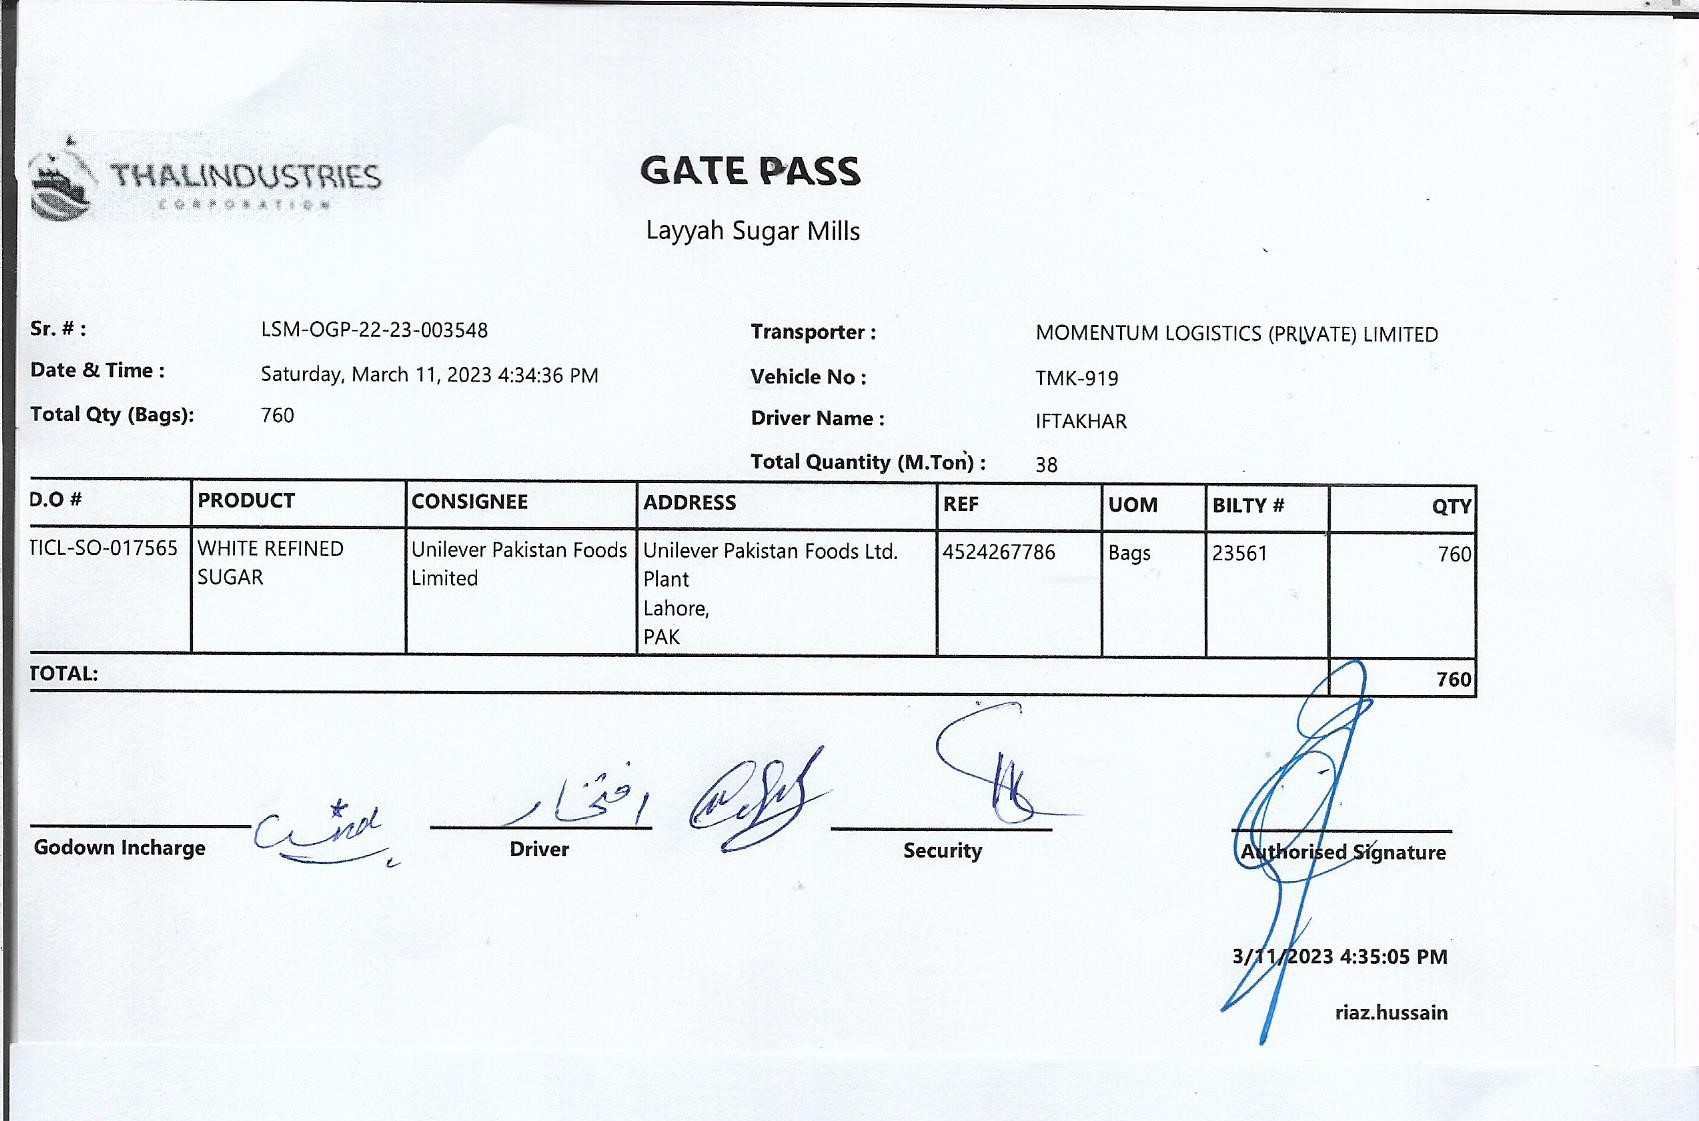 THALINDUSTRIES
CORPORATION
GATE PASS
Layyah Sugar Mills
Sr. # : LSM-OGP-22-23-003548
Transporter : MOMENTUM LOGISTICS (PRIVATE) LIMITED
Date & Time : Saturday, March 11, 2023 4:34:36 PM
Vehicle No : TMK-919
Total Qty (Bags): 760
Driver Name : IFTAKHAR
Total Quantity (M.Ton) : 38
D.O # PRODUCT CONSIGNEE ADDRESS REF UOM BILTY # QTY
TICL-SO-017565 WHITE REFINED Unilever Pakistan Foods Unilever Pakistan Foods Ltd. 4524267786 Bags 23561 760
SUGAR Limited Plant
Lahore,
PAK
TOTAL: 760
افتخار
Godown Incharge Driver Security Authorised Signature
3/11/2023 4:35:05 PM
riaz.hussain